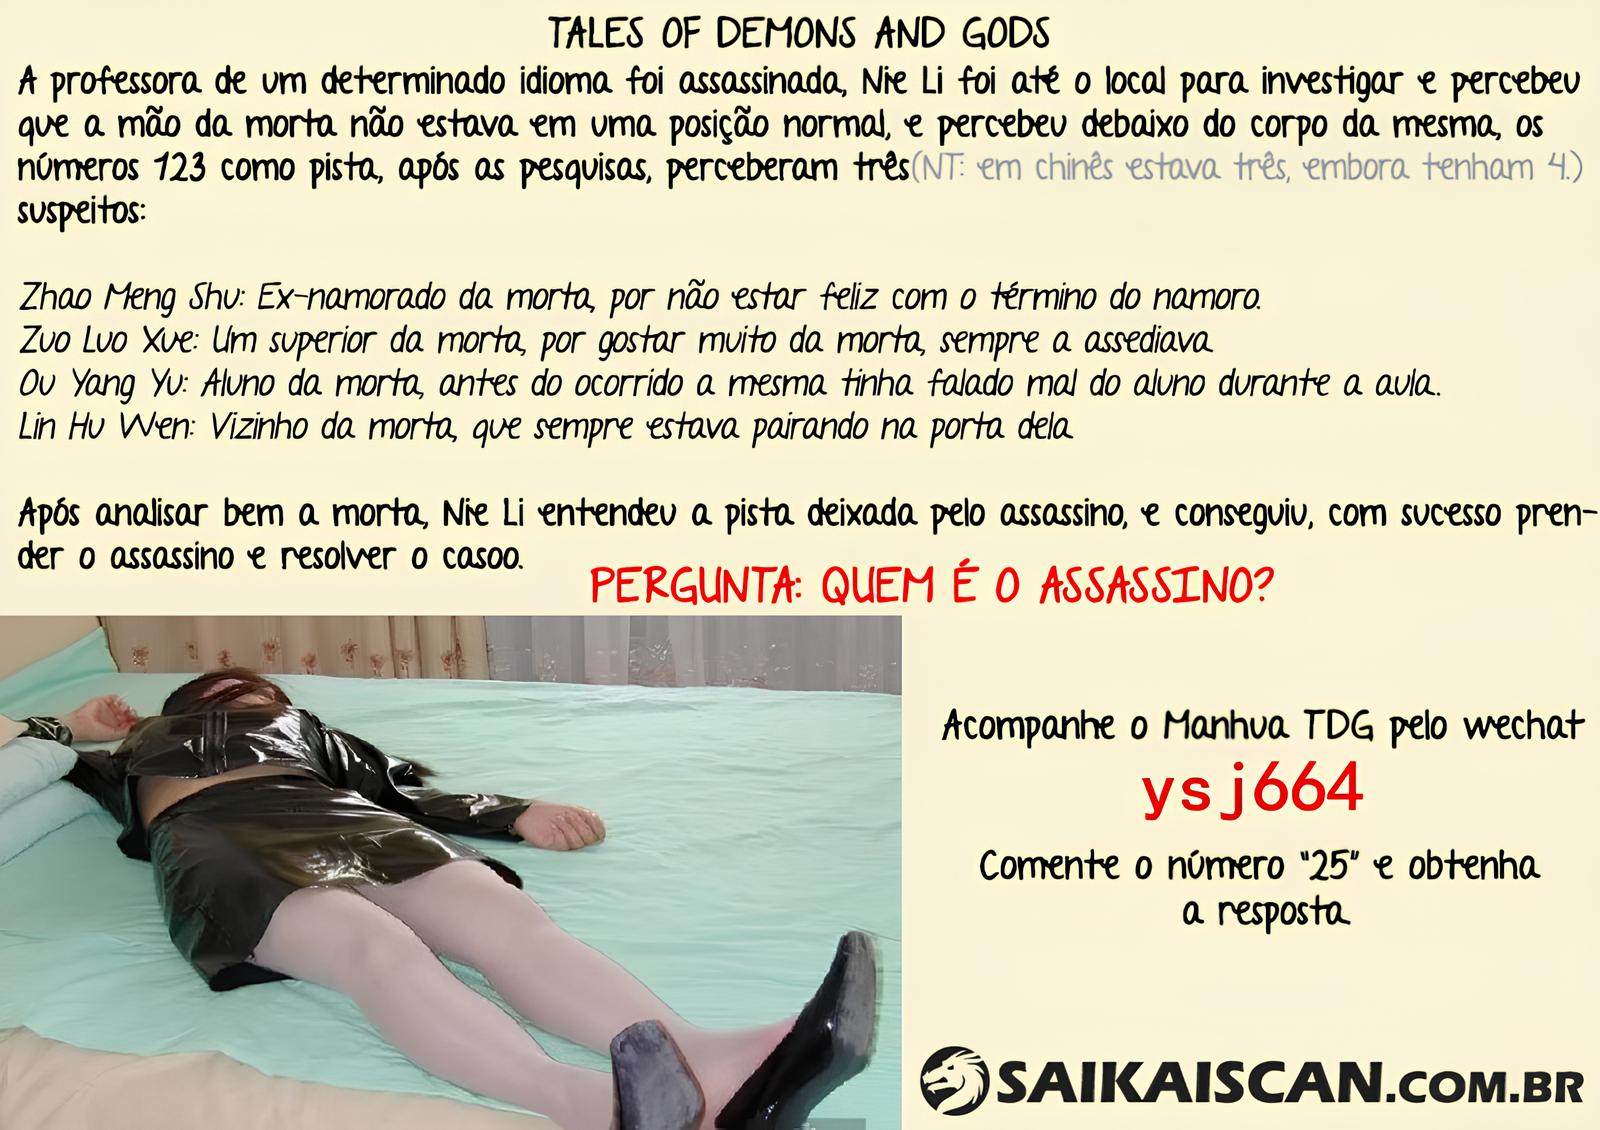 TALES OF DEMONS AND GODS
A professora de um determinado idioma foi assassinada, Nie Li foi até o local para investigar e percebeu
que a mão da morta não estava em uma posição normal, e percebeu debaixo do corpo da mesma, os
números 123 como pista, após as pesquisas, perceberam três(NT: em chinês estava três, embora tenham 4.)
suspeitos:
Zhao Meng Shu: Ex-namorado da morta, por não estar feliz com o término do namoro.
Zuo Luo Xue: Um superior da morta, por gostar muito da morta, sempre a assediava
Ou Yang Yu: Aluno da morta, antes do ocorrido a mesma tinha falado mal do aluno durante a aula.
Lin Hu Wen: Vizinho da morta, que sempre estava pairando na porta dela
Após analisar bem a morta, Nie Li entendeu a pista deixada pelo assassino, e conseguiu, com sucesso pren-
der o assassino e resolver o casoo.
PERGUNTA: QUEM É O ASSASSINO?
Acompanhe o Manhua TDG pelo wechat
ysj664
Comente o número "25" e obtenha
a resposta
SAIKAISCAN.COM.BR